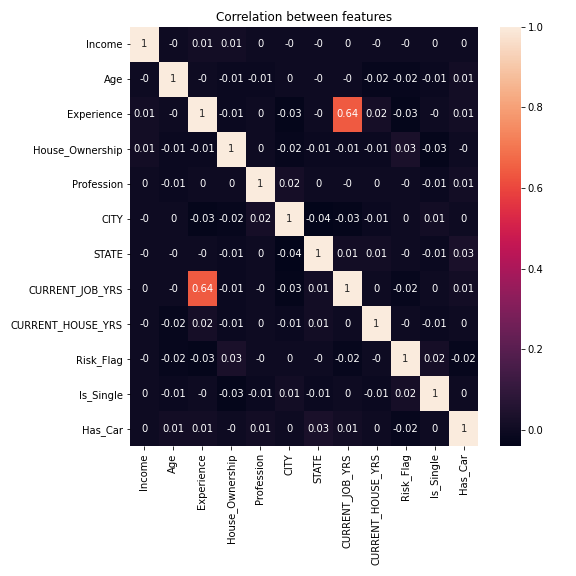 Correlation between features
Income 1 -0 0.01 0.01 0 -0 -0 0 -0 -0 0 0
Age -0 1 -0 -0.01 -0.01 0 -0 -0 -0.02 -0.02 -0.01 0.01
Experience 0.01 -0 1 -0.01 0 -0.03 -0 0.64 0.02 -0.03 -0 0.01
House_Ownership 0.01 -0.01 -0.01 1 0 -0.02 -0.01 -0.01 -0.01 0.03 -0.03 -0
Profession 0 -0.01 0 0 1 0.02 0 -0 0 -0 -0.01 0.01
CITY -0 0 -0.03 -0.02 0.02 1 -0.04 -0.03 -0.01 0 0.01 0
STATE -0 -0 -0 -0.01 0 -0.04 1 0.01 0.01 -0 -0.01 0.03
CURRENT_JOB_YRS 0 -0 0.64 -0.01 -0 -0.03 0.01 1 0 -0.02 0 0.01
CURRENT_HOUSE_YRS -0 -0.02 0.02 -0.01 0 -0.01 0.01 0 1 -0 -0.01 0
Risk_Flag -0 -0.02 -0.03 0.03 -0 0 -0 -0.02 -0 1 0.02 -0.02
Is_Single 0 -0.01 -0 -0.03 -0.01 0.01 -0.01 0 -0.01 0.02 1 0
Has_Car 0 0.01 0.01 -0 0.01 0 0.03 0.01 0 -0.02 0 1
Income
Age
Experience
House_Ownership
Profession
CITY
STATE
CURRENT_JOB_YRS
CURRENT_HOUSE_YRS
Risk_Flag
Is_Single
Has_Car
1.0
0.8
0.6
0.4
0.2
0.0